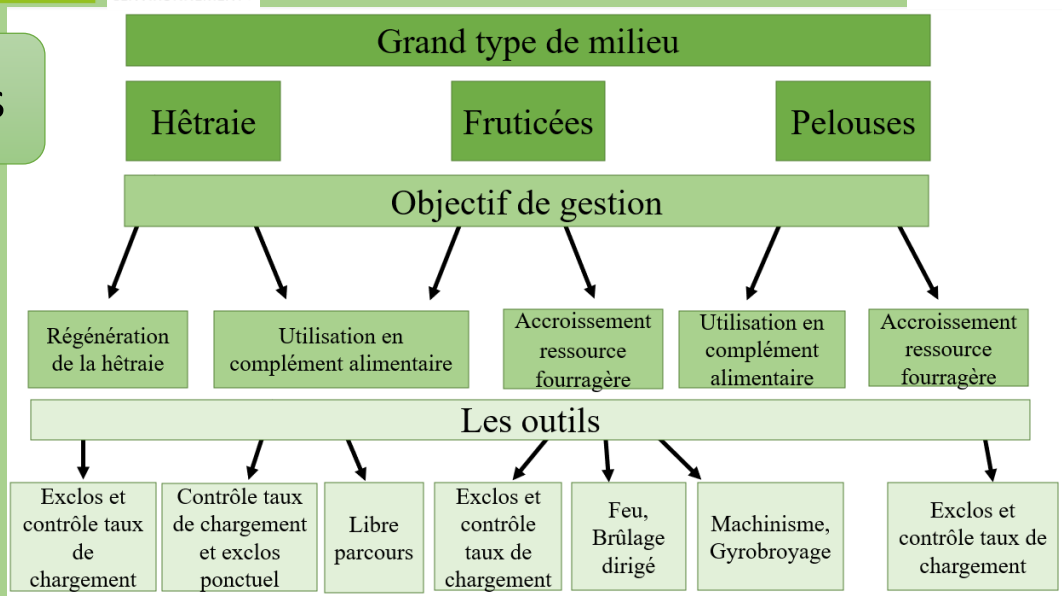 s
Grand type de milieu
Hêtraie
Fruticées
Pelouses
Objectif de gestion
Régénération
de la hêtraie
Utilisation en
complément alimentaire
Accroissement
ressource
fourragère
Utilisation en
complément
alimentaire
Accroissement
ressource
fourragère
Les outils
Exclos et
contrôle taux
de
chargement
Contrôle taux
de chargement
et exclos
ponctuel
Libre
parcours
Exclos et
contrôle
taux de
chargement
Feu,
Brûlage
dirigé
Machinisme,
Gyrobroyage
Exclos et
contrôle taux de
chargement